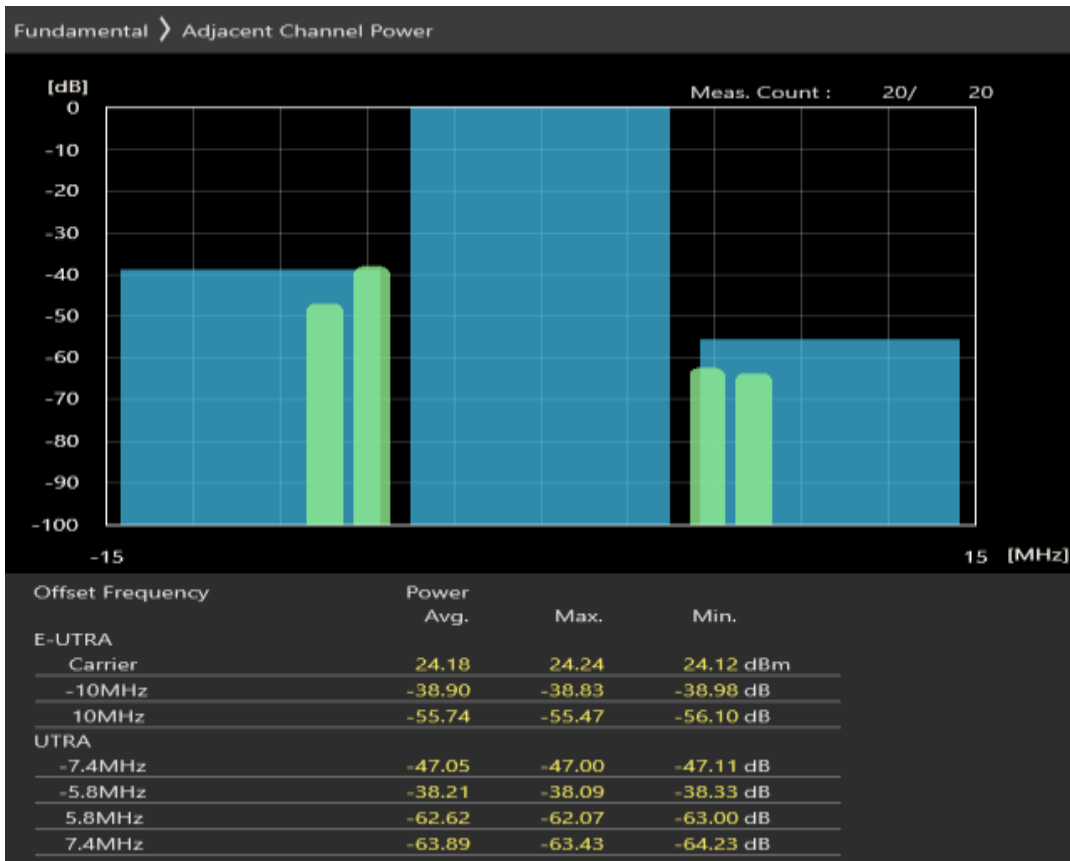 Fundamental 〉 Adjacent Channel Power
[dB]
Meas. Count : 20/ 20
0
-10
-20
-30
-40
-50
-60
-70
-80
-90
-100
-15 15 [MHz]
Offset Frequency Power
Avg. Max. Min.
E-UTRA
Carrier 24.18 24.24 24.12 dBm
-10MHz -38.90 -38.83 -38.98 dB
10MHz -55.74 -55.47 -56.10 dB
UTRA
-7.4MHz -47.05 -47.00 -47.11 dB
-5.8MHz -38.21 -38.09 -38.33 dB
5.8MHz -62.62 -62.07 -63.00 dB
7.4MHz -63.89 -63.43 -64.23 dB